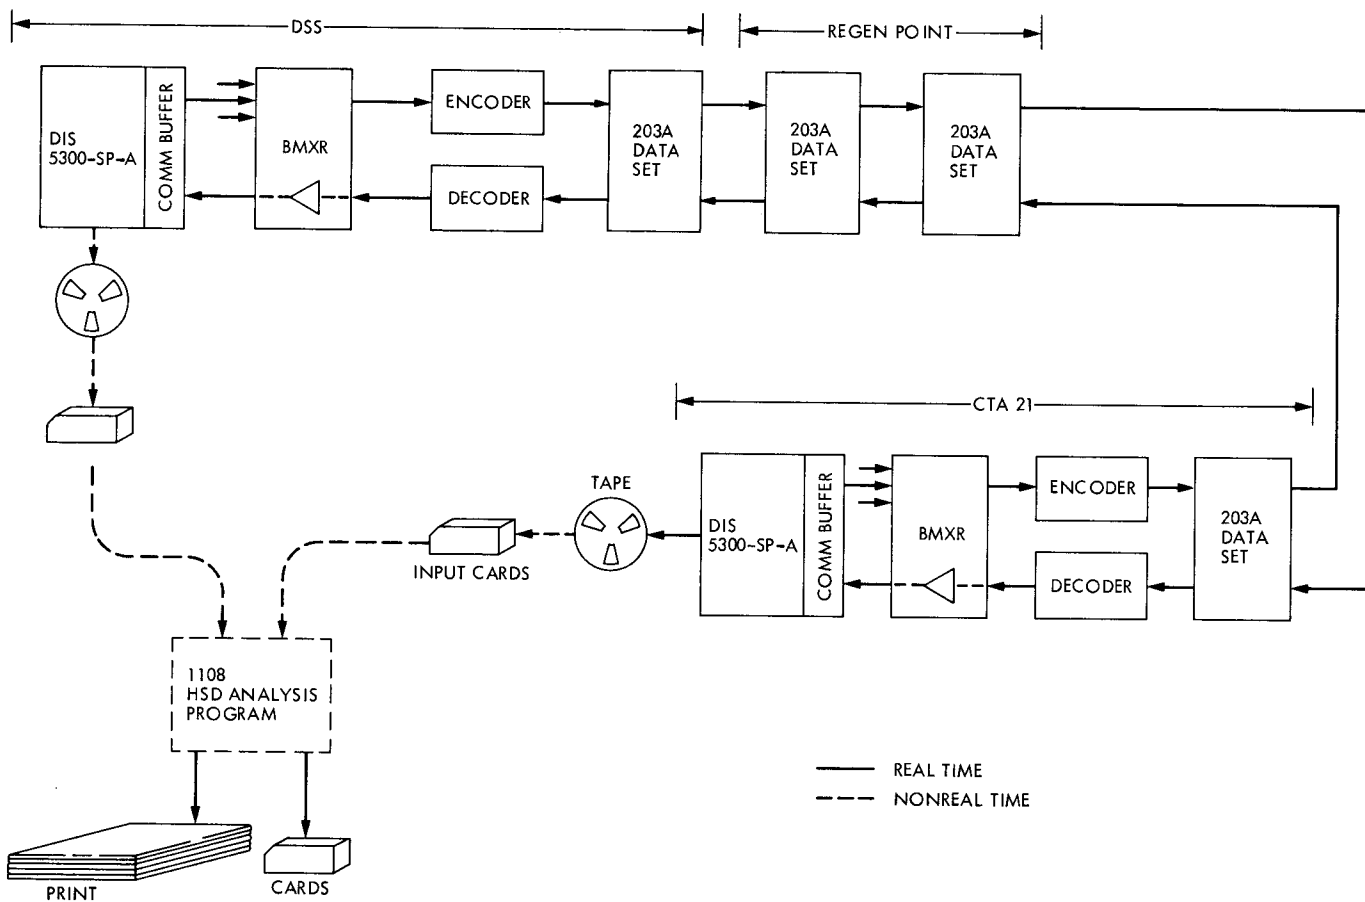 DSS
REGEN POINT
DIS
5300-SP-A
COMM BUFFER
BMXR
ENCODER
DECODER
203A
DATA
SET
203A
DATA
SET
203A
DATA
SET
CTA 21
TAPE
INPUT CARDS
DIS
5300-SP-A
COMM BUFFER
BMXR
ENCODER
DECODER
203A
DATA
SET
1108
HSD ANALYSIS
PROGRAM
REAL TIME
NONREAL TIME
PRINT
CARDS